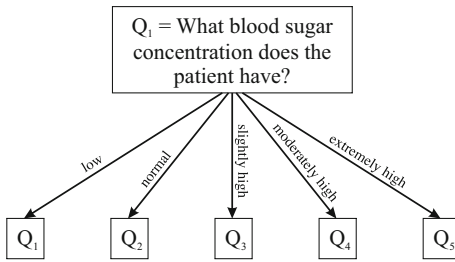 Q₁ = What blood sugar
concentration does the
patient have?
low
normal
slightly high
moderately high
extremely high
Q₁
Q₂
Q₃
Q₄
Q₅